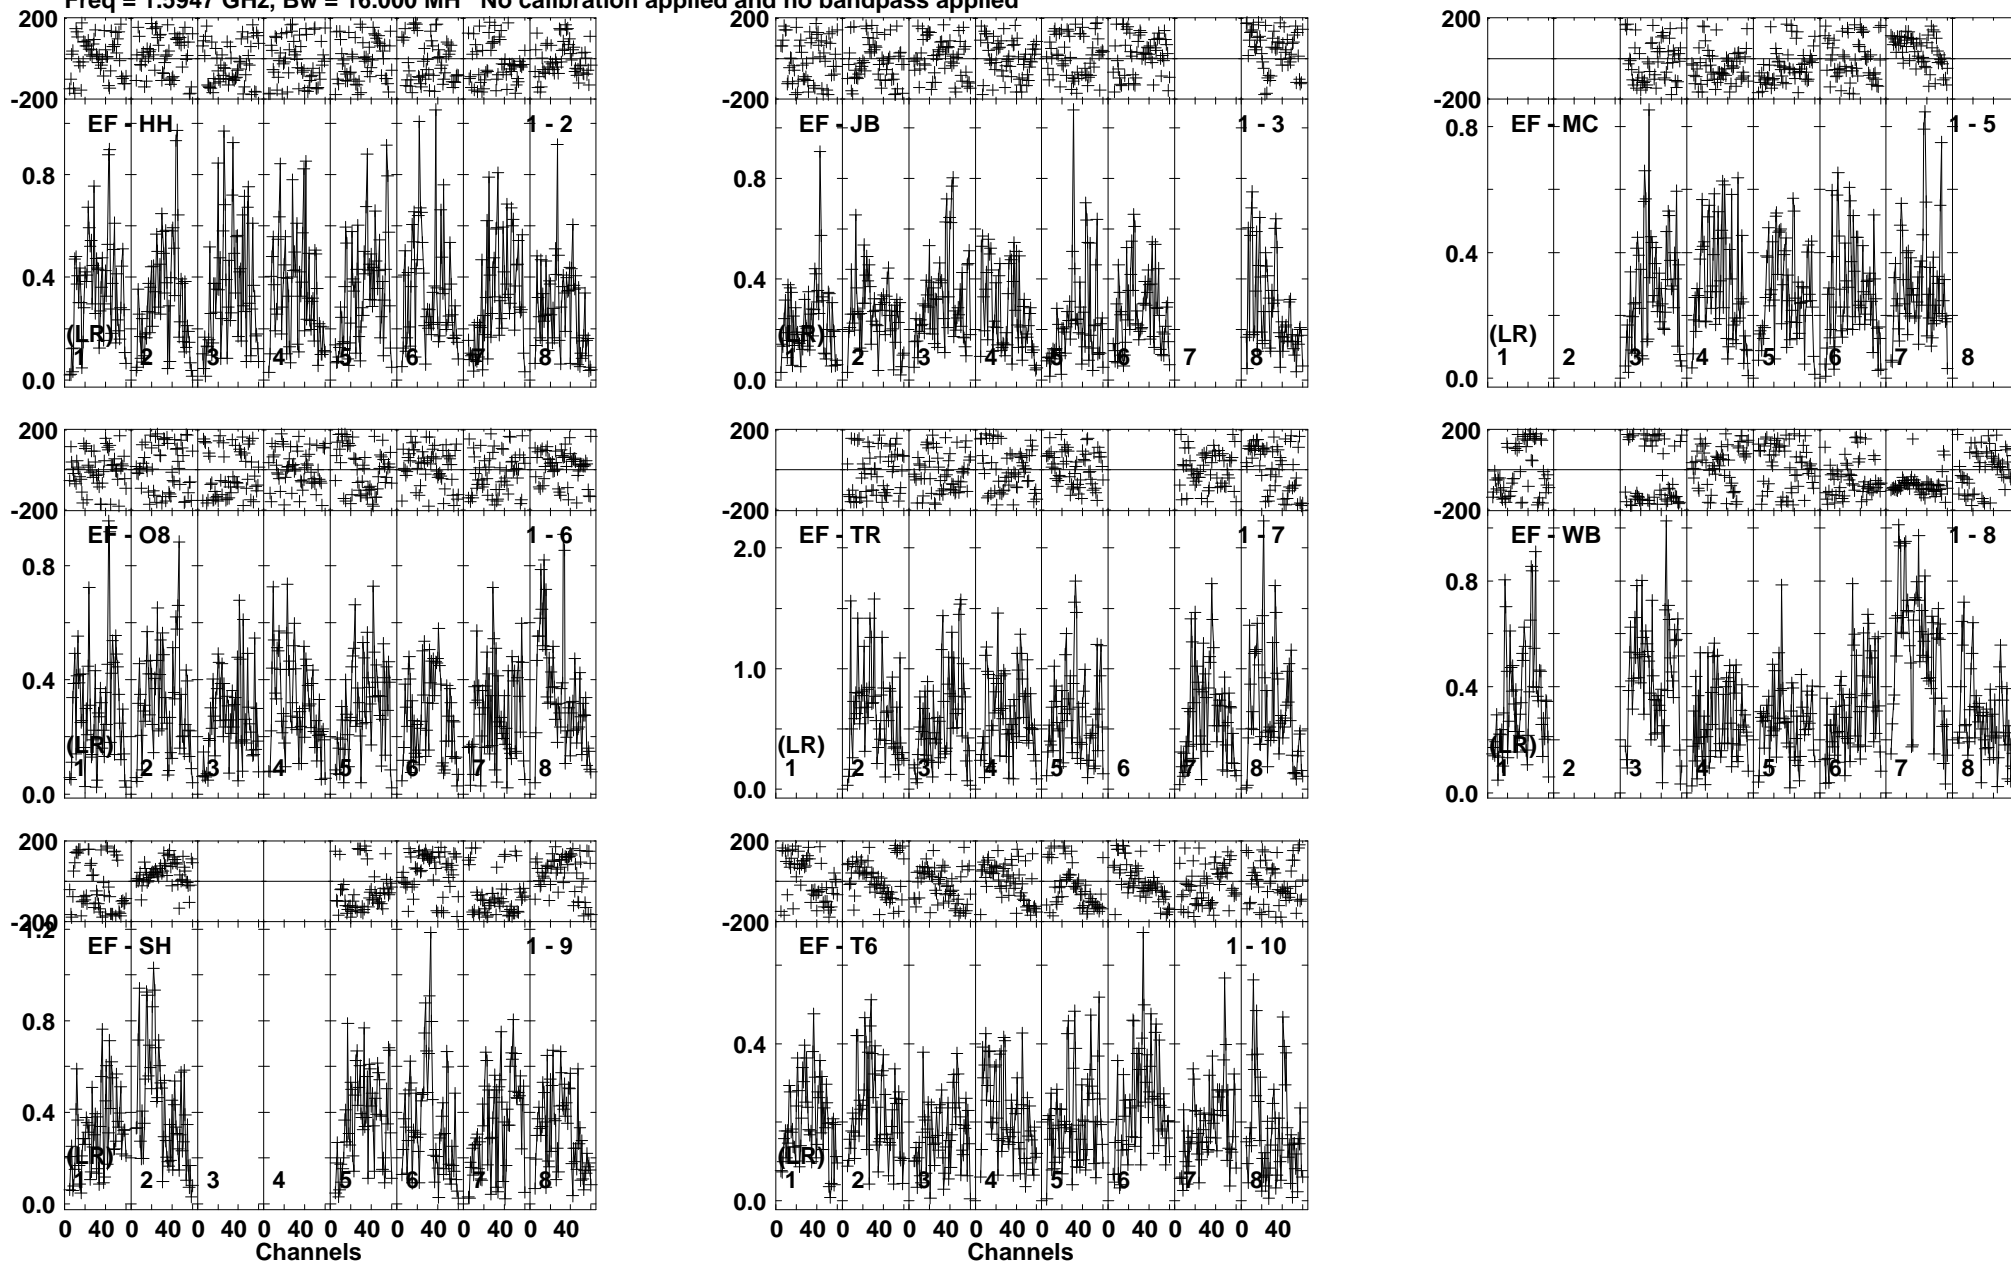 Freq = 1.5947 GHz, Bw = 16.000 MH No calibration applied and no bandpass applied
200
-200
EF - HH 1 - 2
0.8
0.4
(LR)
1 2 3 4 5 6 7 8
0.0
200
-200
EF - JB 1 - 3
0.8
0.4
(LR)
1 2 3 4 5 6 7 8
0.0
200
-200
EF - MC 1 - 5
0.8
0.4
(LR)
1 2 3 4 5 6 7 8
0.0
200
-200
EF - O8 1 - 6
0.8
0.4
(LR)
1 2 3 4 5 6 7 8
0.0
200
-200
EF - TR 1 - 7
2.0
1.0
(LR)
1 2 3 4 5 6 7 8
0.0
200
-200
EF - WB 1 - 8
0.8
0.4
(LR)
1 2 3 4 5 6 7 8
0.0
200
-200
1.2
EF - SH 1 - 9
0.8
0.4
(LR)
1 2 3 4 5 6 7 8
0.0
0 40 0 40 0 40 0 40 0 40 0 40 0 40 0 40
Channels
200
-200
EF - T6 1 - 10
0.4
(LR)
1 2 3 4 5 6 7 8
0.0
0 40 0 40 0 40 0 40 0 40 0 40 0 40 0 40
Channels